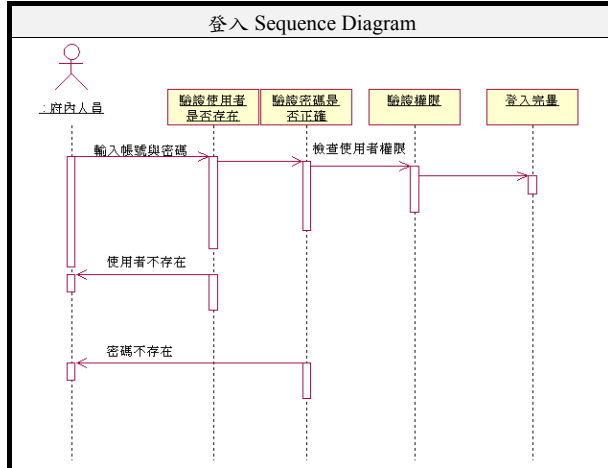 登入 Sequence Diagram
: 府內人員
驗證使用者
是否存在
驗證密碼是
否正確
驗證權限
登入完畢
輸入帳號與密碼
檢查使用者權限
使用者不存在
密碼不存在